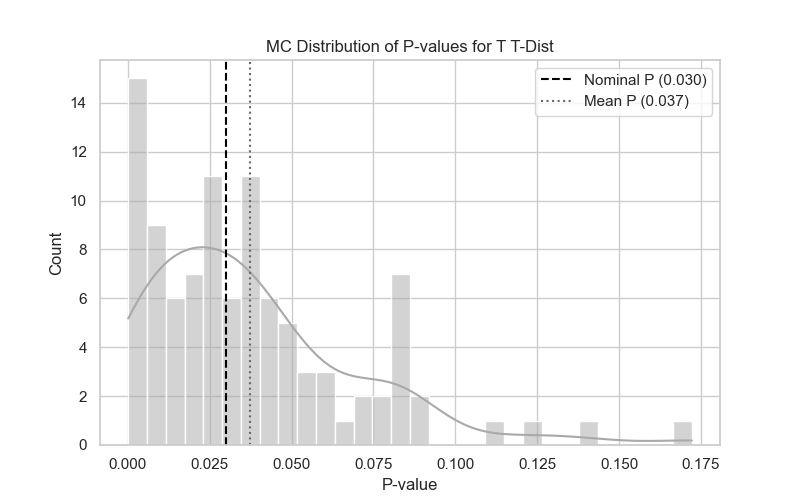 MC Distribution of P-values for T T-Dist
Nominal P (0.030)
Mean P (0.037)
Count
14
12
10
8
6
4
2
0
0.000 0.025 0.050 0.075 0.100 0.125 0.150 0.175
P-value